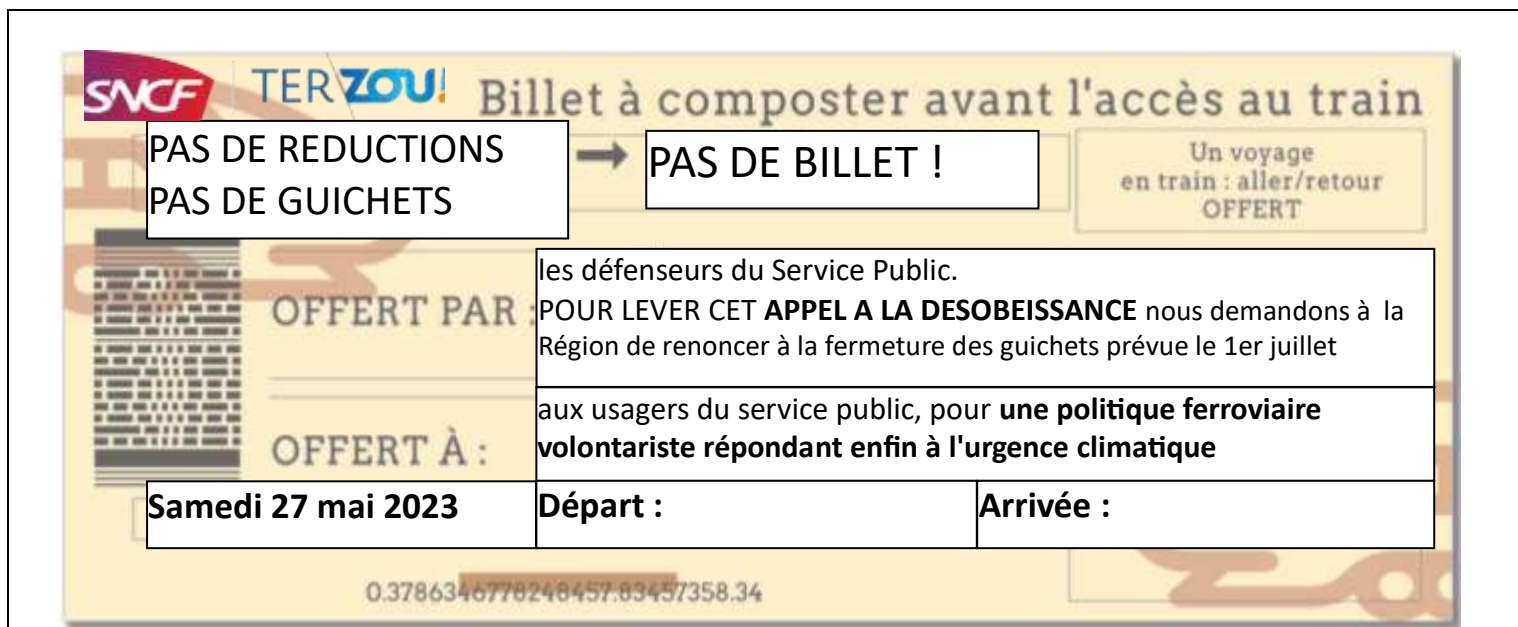 SNCF TER ZOU! Billet à composter avant l'accès au train
PAS DE REDUCTIONS
PAS DE GUICHETS
PAS DE BILLET !
Un voyage
en train : aller/retour
OFFERT
OFFERT PAR :
les défenseurs du Service Public.
POUR LEVER CET APPEL A LA DESOBEISSANCE nous demandons à la
Région de renoncer à la fermeture des guichets prévue le 1er juillet
OFFERT À :
aux usagers du service public, pour une politique ferroviaire
volontariste répondant enfin à l'urgence climatique
Samedi 27 mai 2023 Départ : Arrivée :
0.3786346778248457.83457358.34